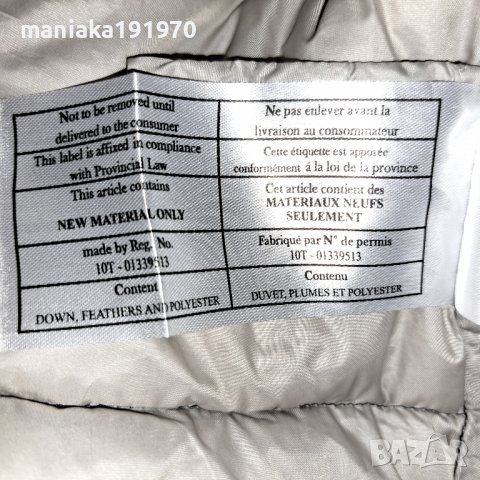 maniaka191970
Not to be removed until
delivered to the consumer
This label is affixed in compliance
with Provincial Law
This article contains
NEW MATERIAL ONLY
made by Reg. No.
10T - 01339513
Content
DOWN, FEATHERS AND POLYESTER
Ne pas enlever avant la
livraison au consommateur
Cette étiquette est apposée
conformément á la loi de la province
Cet article contient des
MATERIAUX NEUFS
SEULEMENT
Fabriqué par N° de permis
10T - 01339513
Contenu
DUVET, PLUMES ET POLYESTER
BAZAR